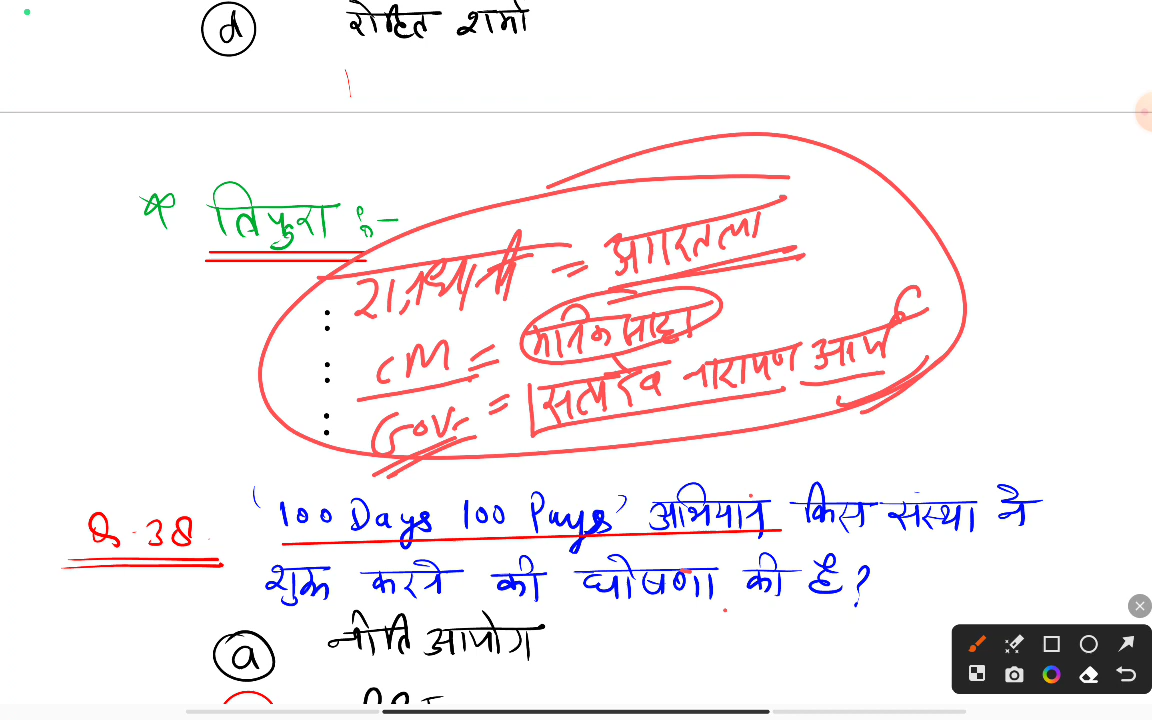 (d) रोहित शर्मा
* त्रिपुरा :-
: राजधानी = अगरतला
: CM = माणिक साहा
: Gov. = सत्यदेव नारायण आर्य
Q.38 '100 Days 100 Pays' अभियान किस संस्था ने
शुरू करने की घोषणा की है?
(a) नीति आयोग